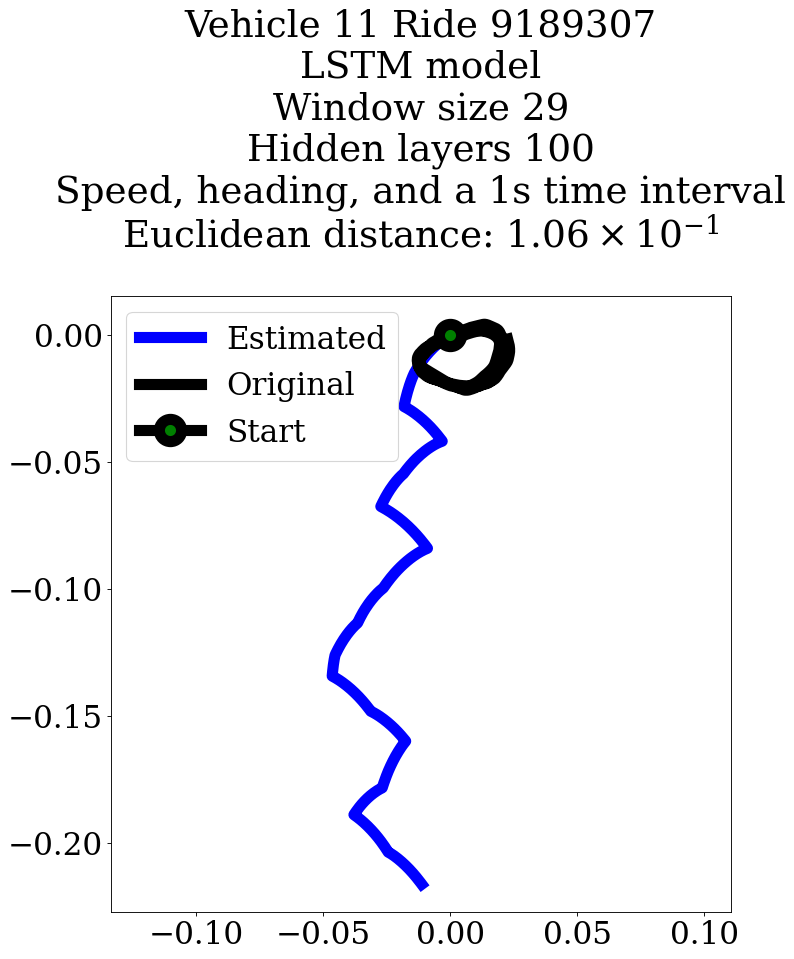 Vehicle 11 Ride 9189307
LSTM model
Window size 29
Hidden layers 100
Speed, heading, and a 1s time interval
Euclidean distance: 1.06 × 10⁻¹
Estimated
Original
Start
0.00
−0.05
−0.10
−0.15
−0.20
−0.10 −0.05 0.00 0.05 0.10